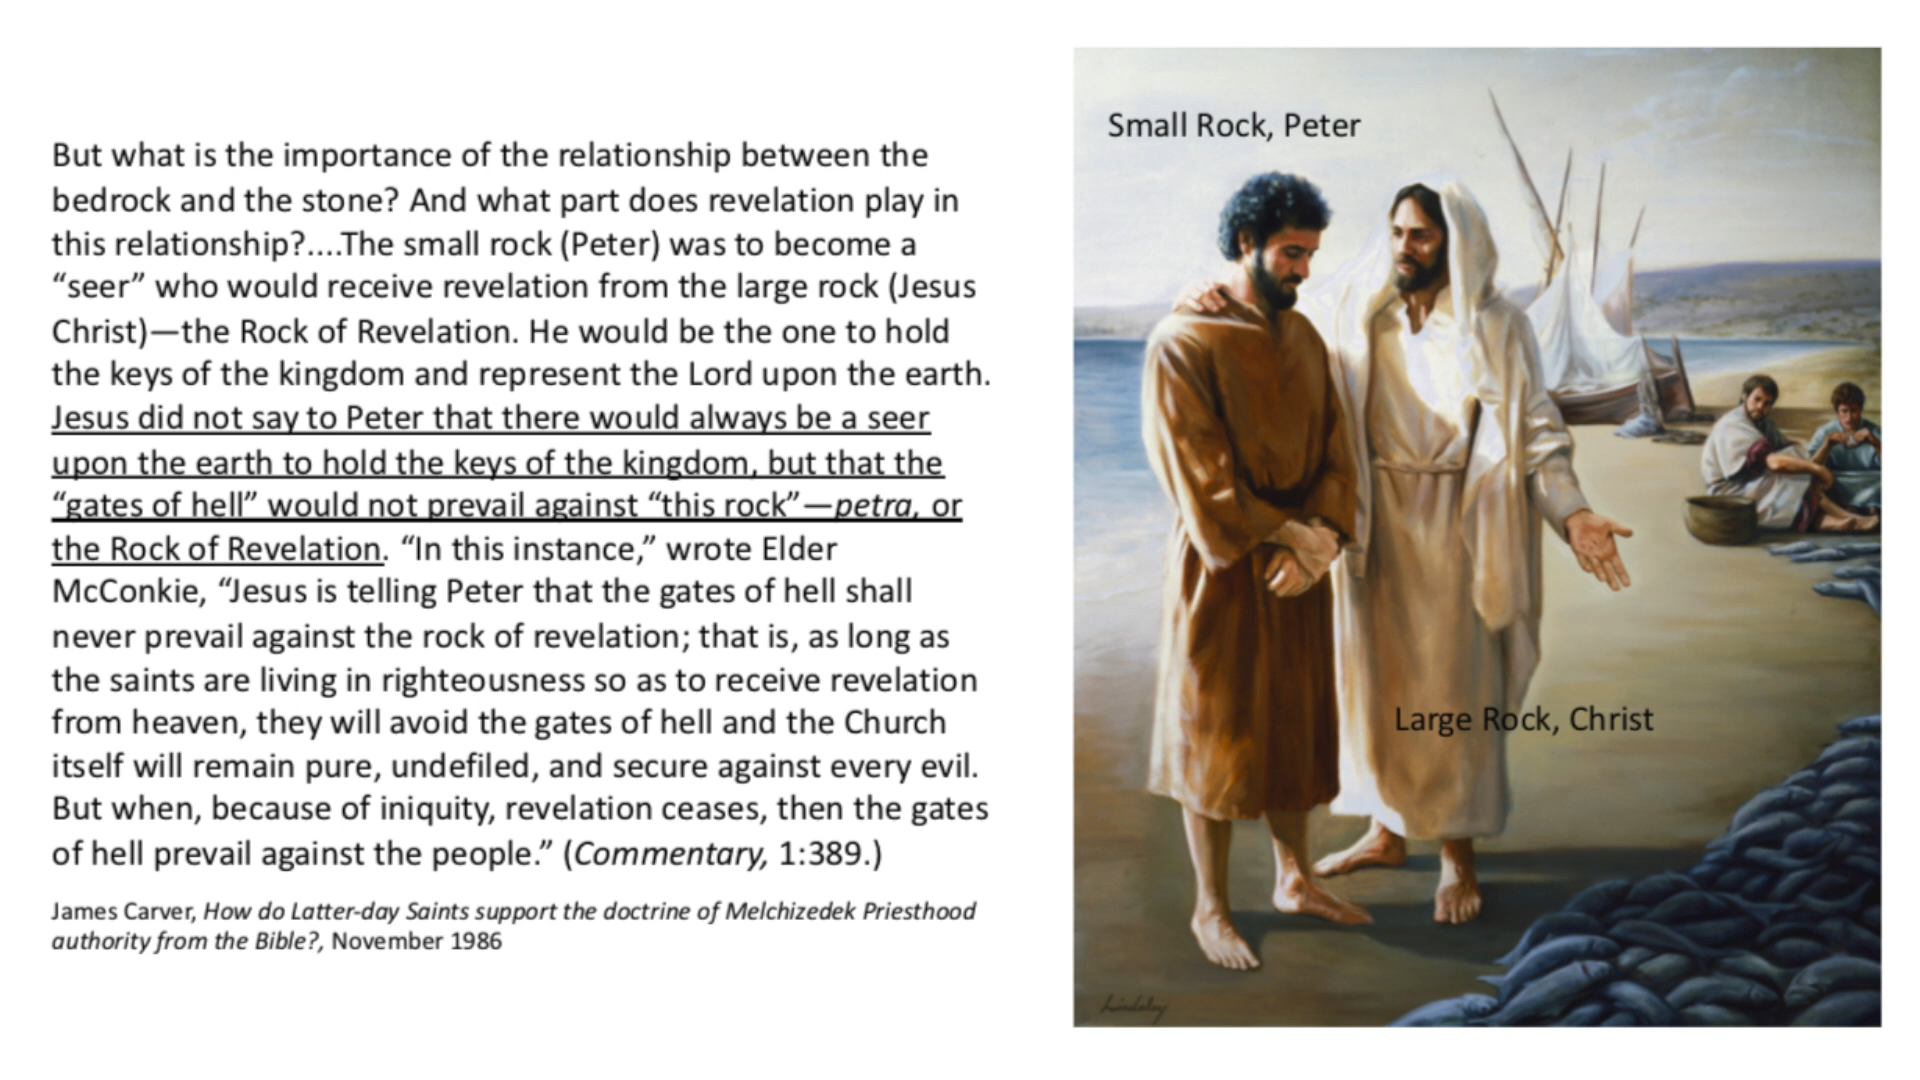 But what is the importance of the relationship between the
bedrock and the stone? And what part does revelation play in
this relationship?....The small rock (Peter) was to become a
“seer” who would receive revelation from the large rock (Jesus
Christ)—the Rock of Revelation. He would be the one to hold
the keys of the kingdom and represent the Lord upon the earth.
Jesus did not say to Peter that there would always be a seer
upon the earth to hold the keys of the kingdom, but that the
“gates of hell” would not prevail against “this rock”—petra, or
the Rock of Revelation. “In this instance,” wrote Elder
McConkie, “Jesus is telling Peter that the gates of hell shall
never prevail against the rock of revelation; that is, as long as
the saints are living in righteousness so as to receive revelation
from heaven, they will avoid the gates of hell and the Church
itself will remain pure, undefiled, and secure against every evil.
But when, because of iniquity, revelation ceases, then the gates
of hell prevail against the people.” (Commentary, 1:389.)
James Carver, How do Latter-day Saints support the doctrine of Melchizedek Priesthood
authority from the Bible?, November 1986
Small Rock, Peter
Large Rock, Christ